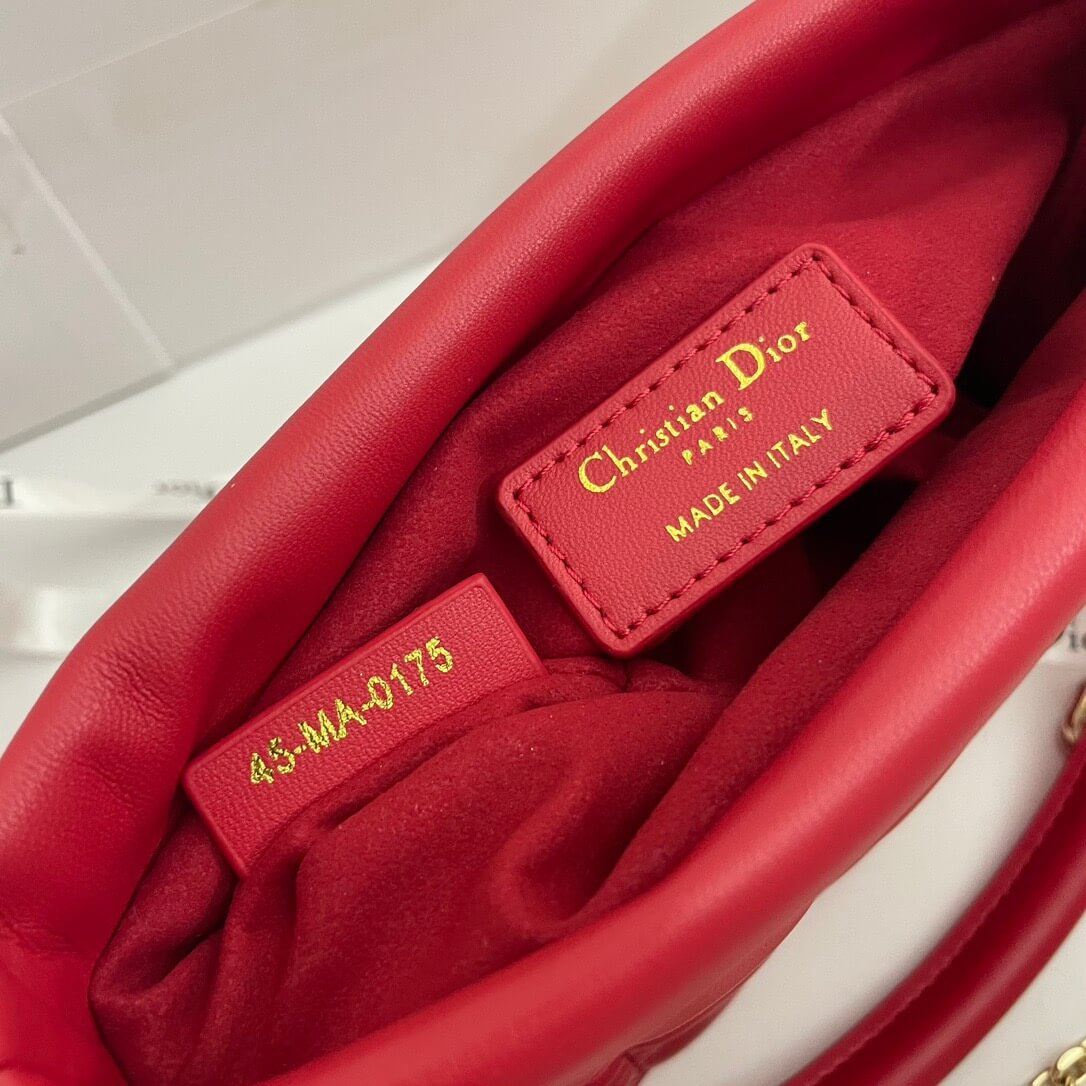 Christian Dior
PARIS
MADE IN ITALY
45-MA-0175